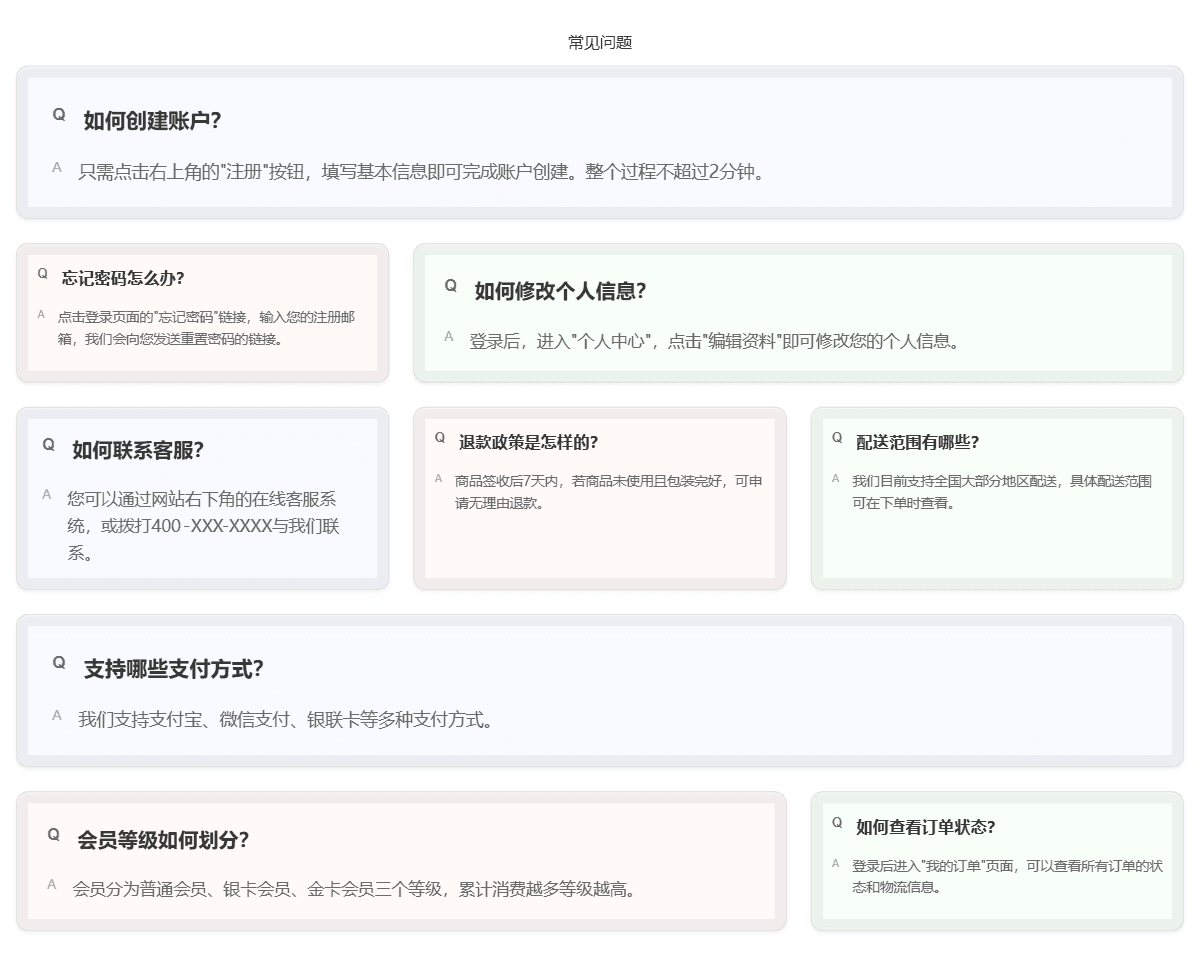 常见问题
Q 如何创建账户？
A 只需点击右上角的"注册"按钮，填写基本信息即可完成账户创建。整个过程不超过2分钟。
Q 忘记密码怎么办？
A 点击登录页面的"忘记密码"链接，输入您的注册邮
箱，我们会向您发送重置密码的链接。
Q 如何修改个人信息？
A 登录后，进入"个人中心"，点击"编辑资料"即可修改您的个人信息。
Q 如何联系客服？
A 您可以通过网站右下角的在线客服系
统，或拨打400-XXX-XXXX与我们联
系。
Q 退款政策是怎样的？
A 商品签收后7天内，若商品未使用且包装完好，可申
请无理由退款。
Q 配送范围有哪些？
A 我们目前支持全国大部分地区配送，具体配送范围
可在下单时查看。
Q 支持哪些支付方式？
A 我们支持支付宝、微信支付、银联卡等多种支付方式。
Q 会员等级如何划分？
A 会员分为普通会员、银卡会员、金卡会员三个等级，累计消费越多等级越高。
Q 如何查看订单状态？
A 登录后进入"我的订单"页面，可以查看所有订单的状
态和物流信息。